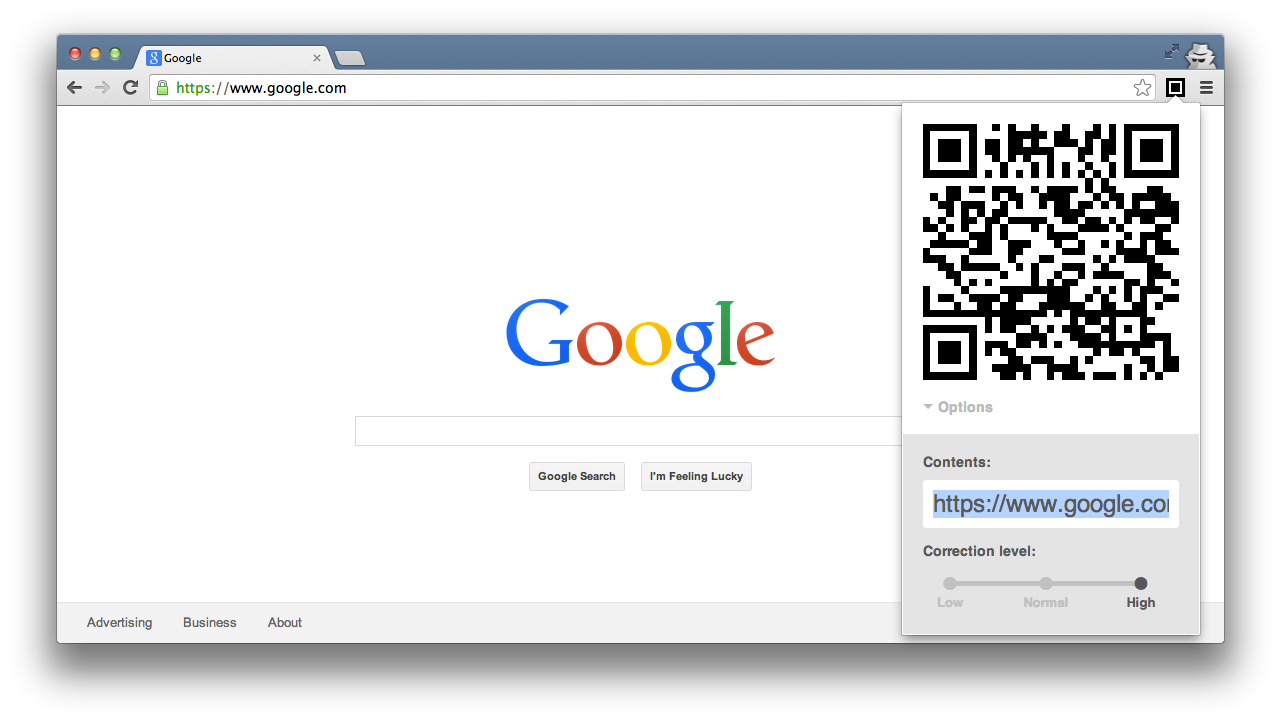 Google
https://www.google.com
Google
Google Search
I'm Feeling Lucky
Advertising
Business
About
Options
Contents:
https://www.google.co
Correction level:
Low
Normal
High